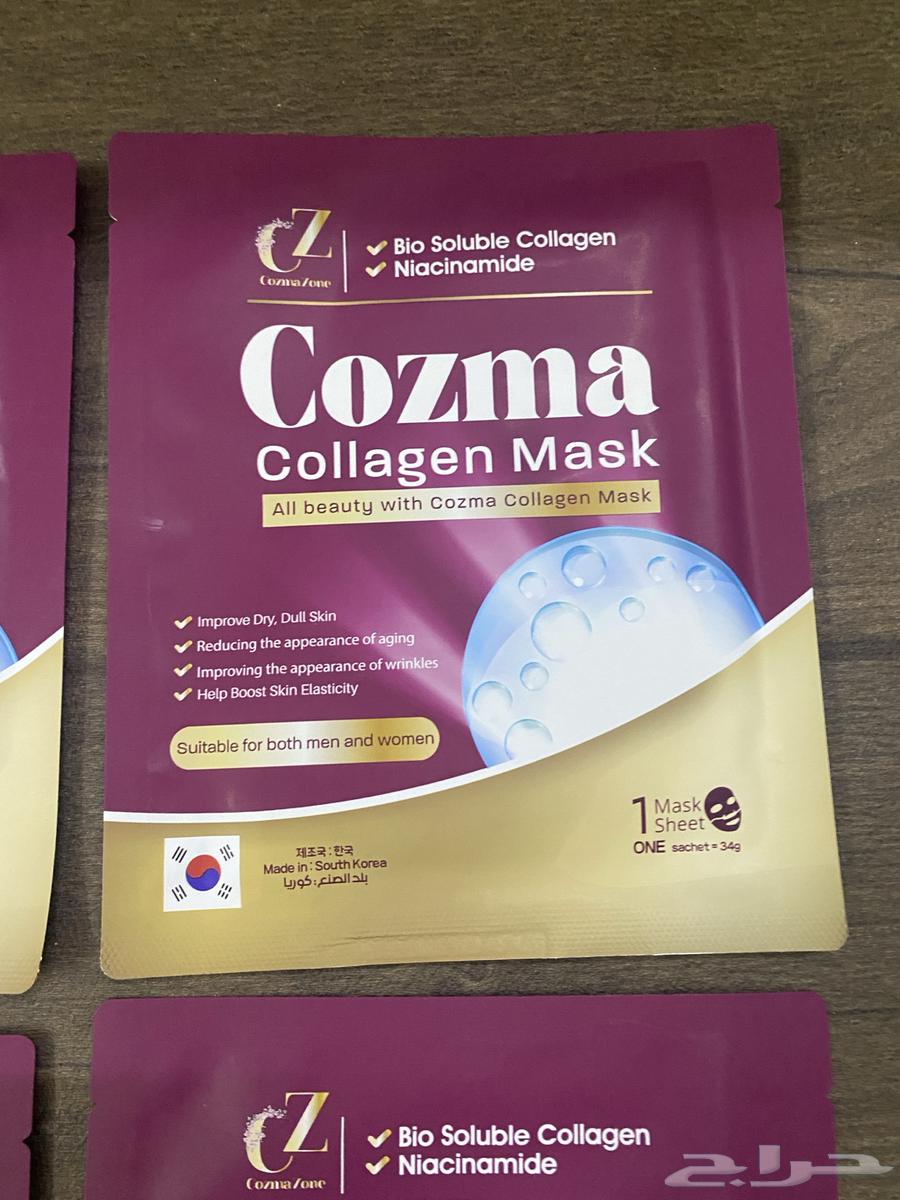 CZ
CozmaZone
Bio Soluble Collagen
Niacinamide
Cozma
Collagen Mask
All beauty with Cozma Collagen Mask
Improve Dry, Dull Skin
Reducing the appearance of aging
Improving the appearance of wrinkles
Help Boost Skin Elasticity
Suitable for both men and women
1 Mask
Sheet
ONE sachet = 34g
제조국 : 한국
Made in : South Korea
بلد الصنع : كوريا
CZ
CozmaZone
Bio Soluble Collagen
Niacinamide
حراج